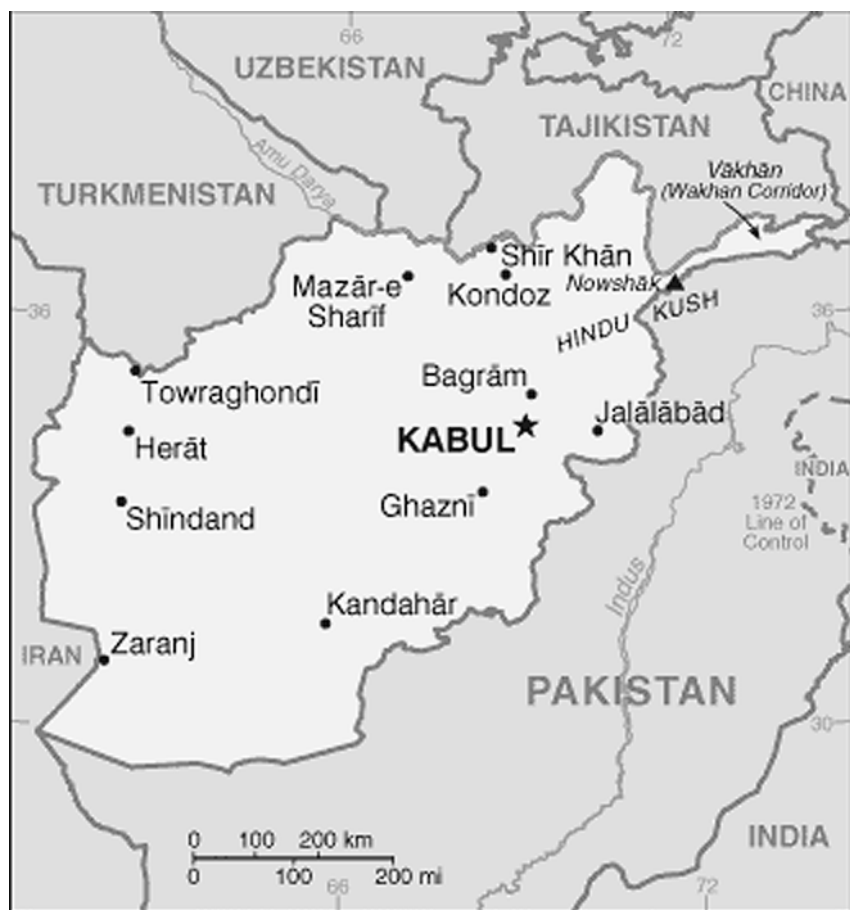 66
72
UZBEKISTAN
CHINA
TAJIKISTAN
Amu Darya
Vākhān
(Wakhan Corridor)
TURKMENISTAN
Shīr Khān
Mazār-e
Sharīf
Kondoz
Nowshāk
36
HINDU KUSH
36
Towraghondī
Bagrām
Jalālābād
KABUL
Herāt
INDIA
Ghaznī
1972
Line of
Control
Shīndand
Indus
Kandahār
Zaranj
IRAN
PAKISTAN
30
INDIA
0 100 200 km
0 100 200 mi
66
72